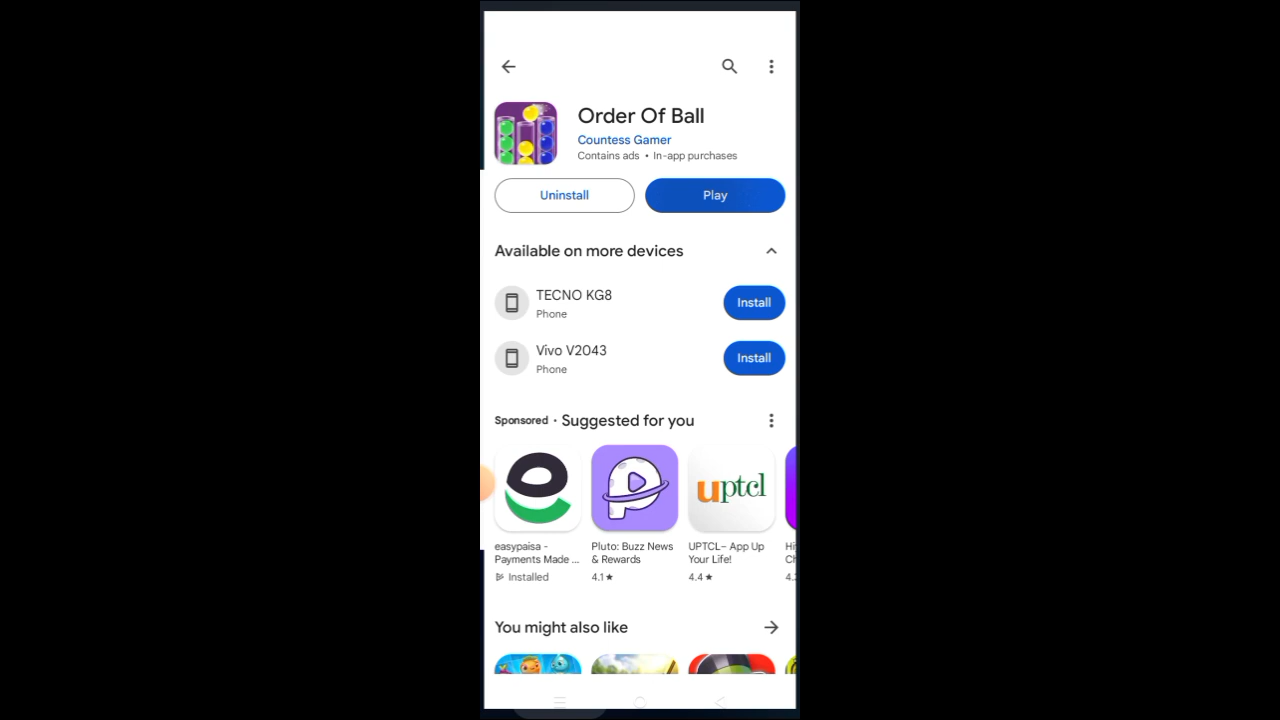 Order Of Ball
Countess Gamer
Contains ads • In-app purchases
Uninstall
Play
Available on more devices
TECNO KG8
Phone
Install
Vivo V2043
Phone
Install
Sponsored · Suggested for you
uptcl
easypaisa -
Payments Made ...
Installed
Pluto: Buzz News
& Rewards
4.1★
UPTCL– App Up
Your Life!
4.4★
You might also like